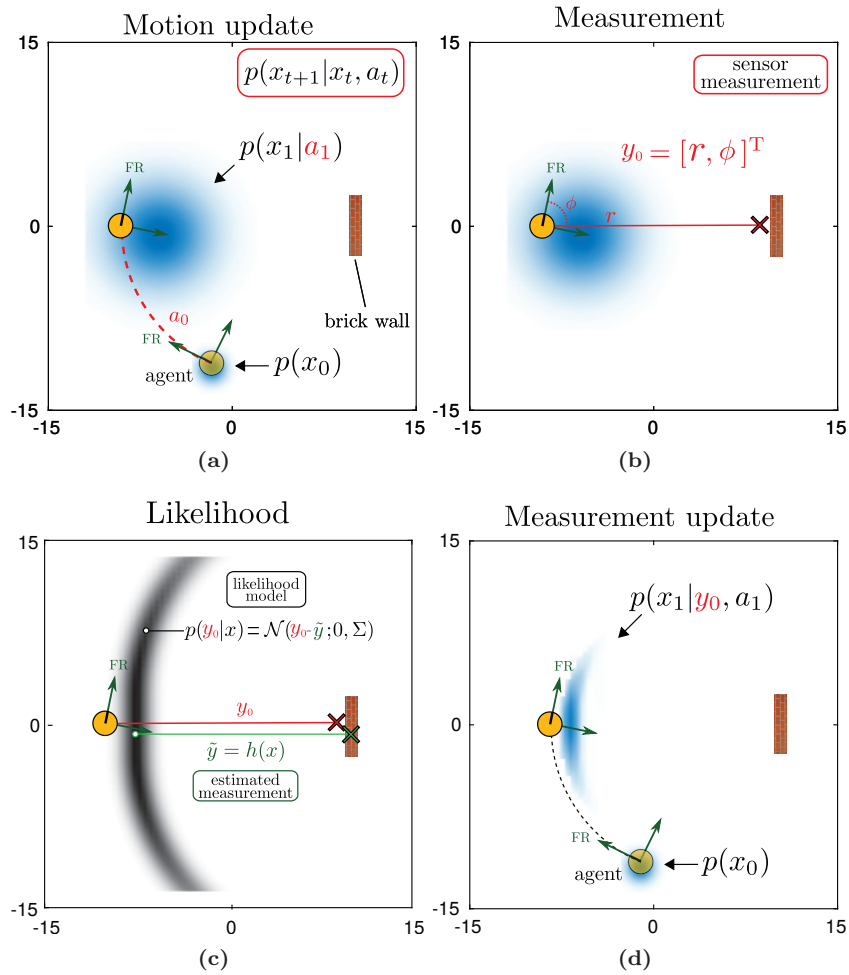 Motion update
p(x_{t+1}|x_t, a_t)
p(x_1|a_1)
FR
a_0
FR
agent
p(x_0)
brick wall
15
0
-15
-15
0
15
(a)
Measurement
sensor
measurement
y_0 = [r, ϕ]^T
FR
ϕ
r
15
0
-15
-15
0
15
(b)
Likelihood
likelihood
model
p(y_0|x) = 𝒩(y_0-ỹ;0, Σ)
FR
y_0
ỹ = h(x)
estimated
measurement
15
0
-15
-15
0
15
(c)
Measurement update
p(x_1|y_0, a_1)
FR
FR
agent
p(x_0)
15
0
-15
-15
0
15
(d)